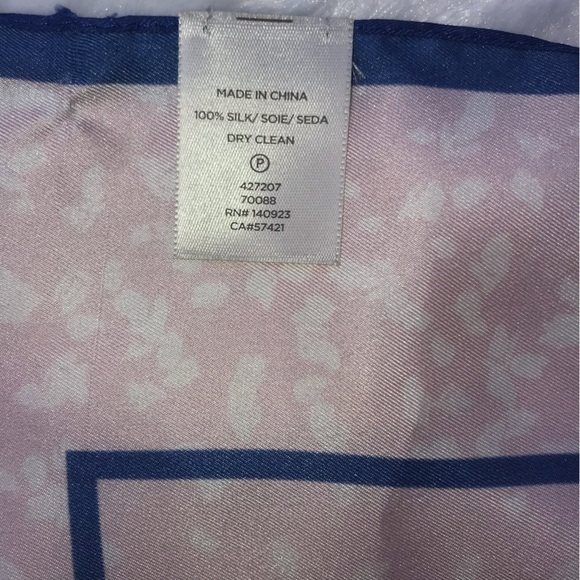 MADE IN CHINA
100% SILK/ SOIE/ SEDA
DRY CLEAN
P
427207
70088
RN# 140923
CA#57421